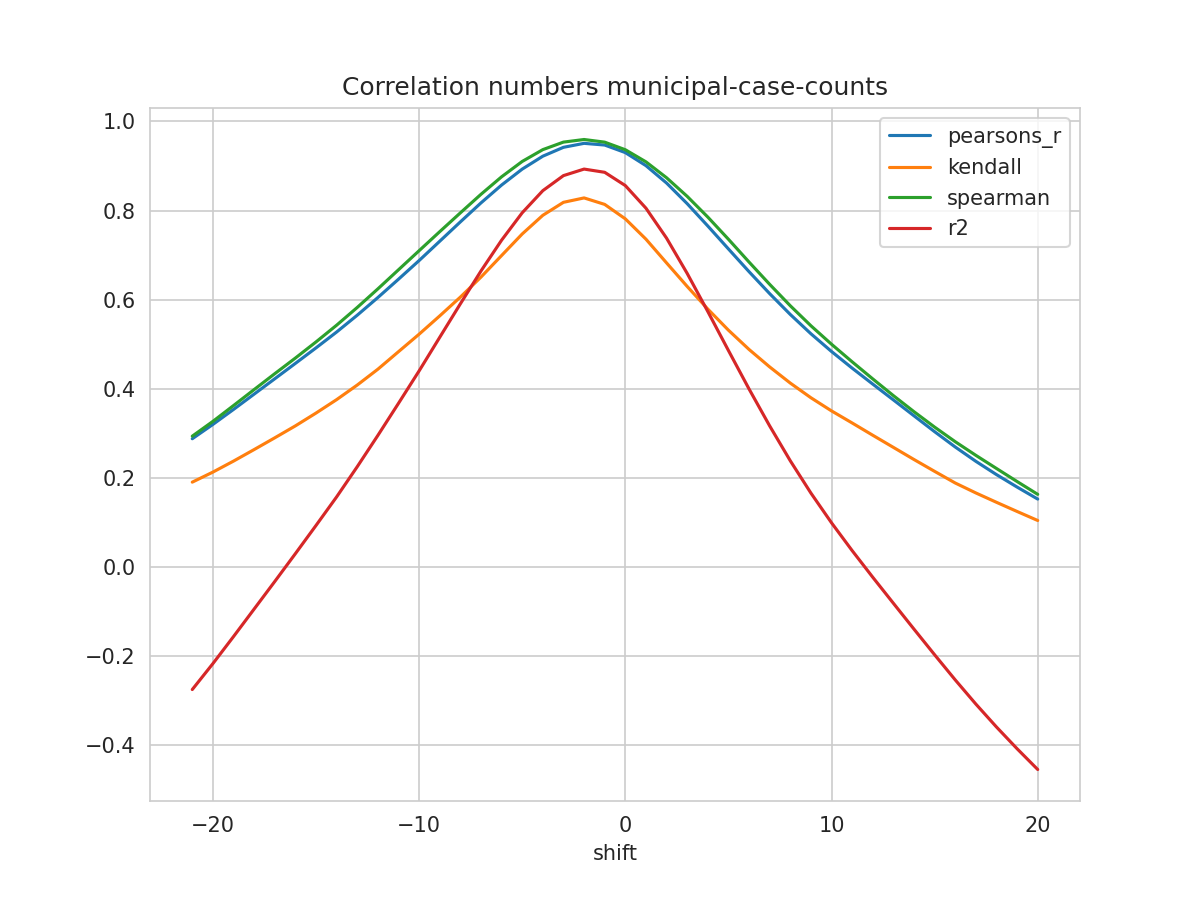 Correlation numbers municipal-case-counts
pearsons_r
kendall
spearman
r2
1.0
0.8
0.6
0.4
0.2
0.0
−0.2
−0.4
−20
−10
0
10
20
shift